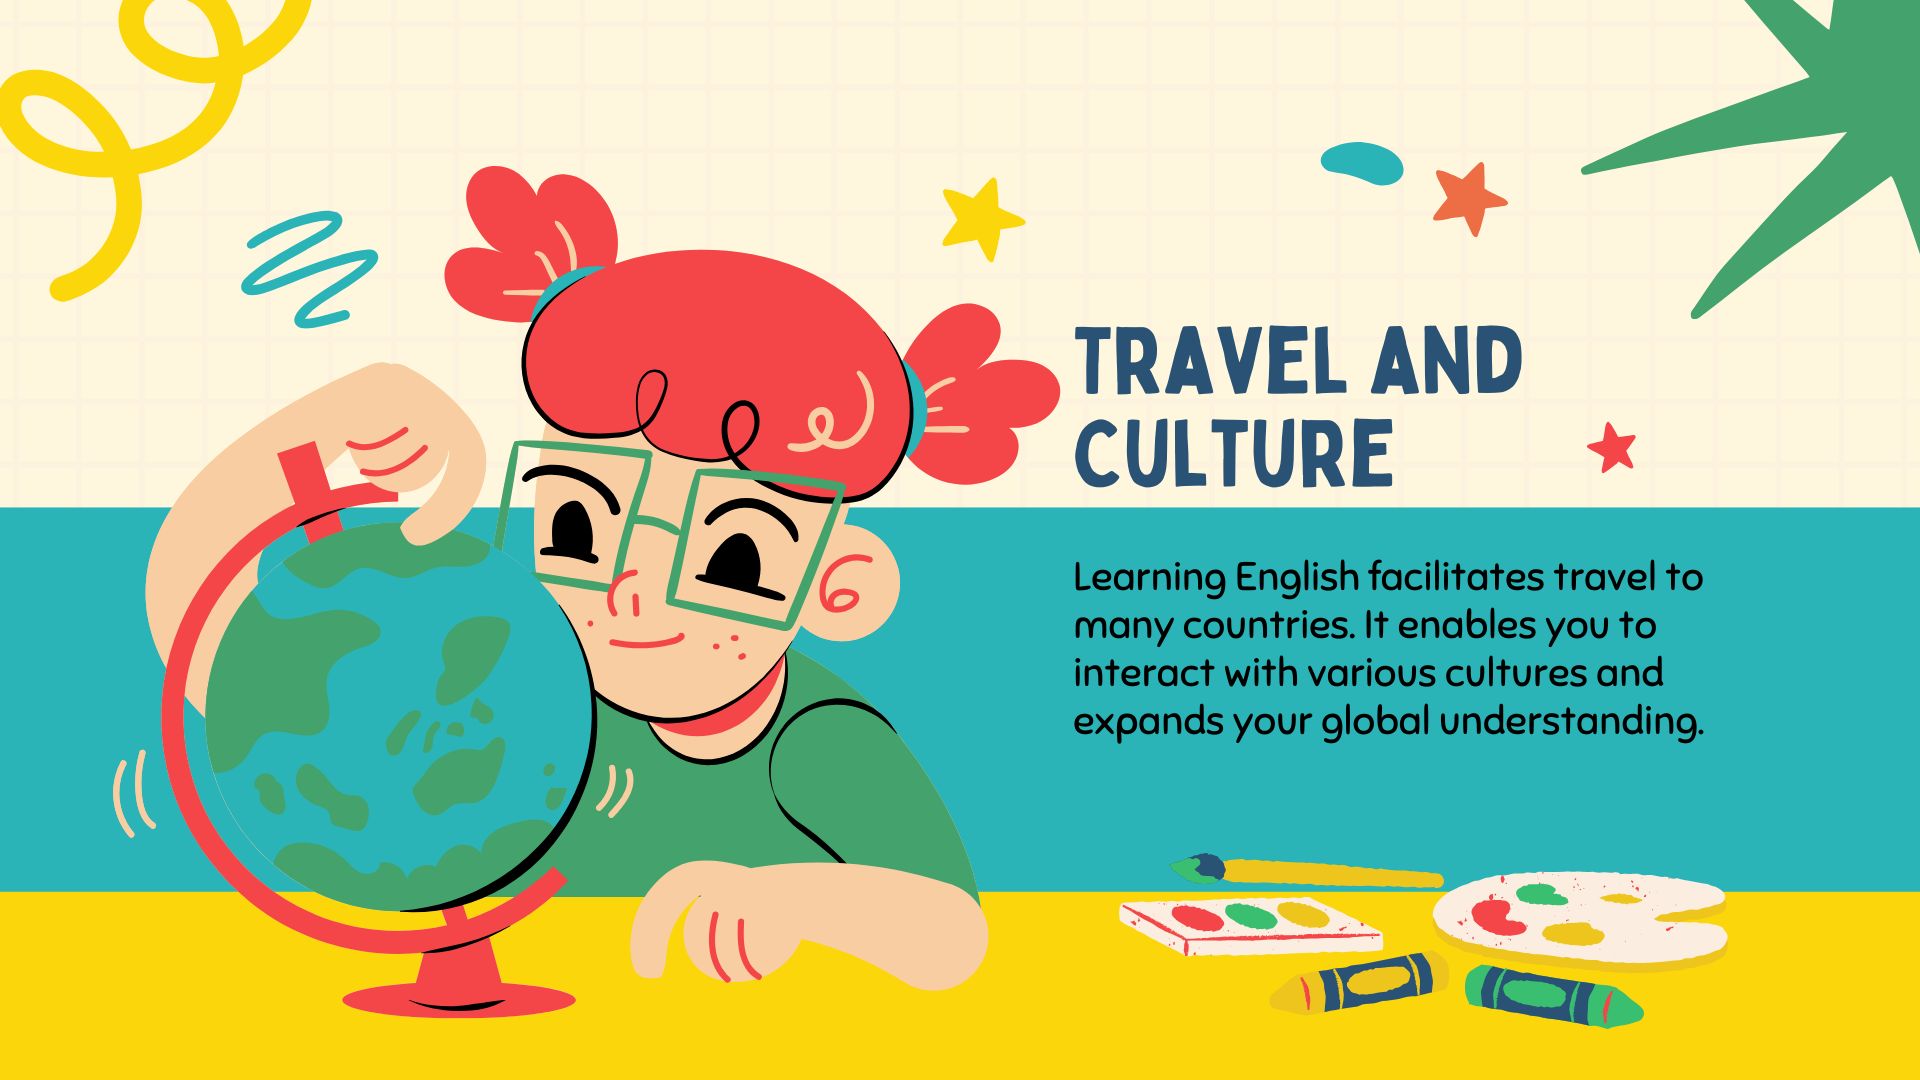 TRAVEL AND
CULTURE
Learning English facilitates travel to
many countries. It enables you to
interact with various cultures and
expands your global understanding.